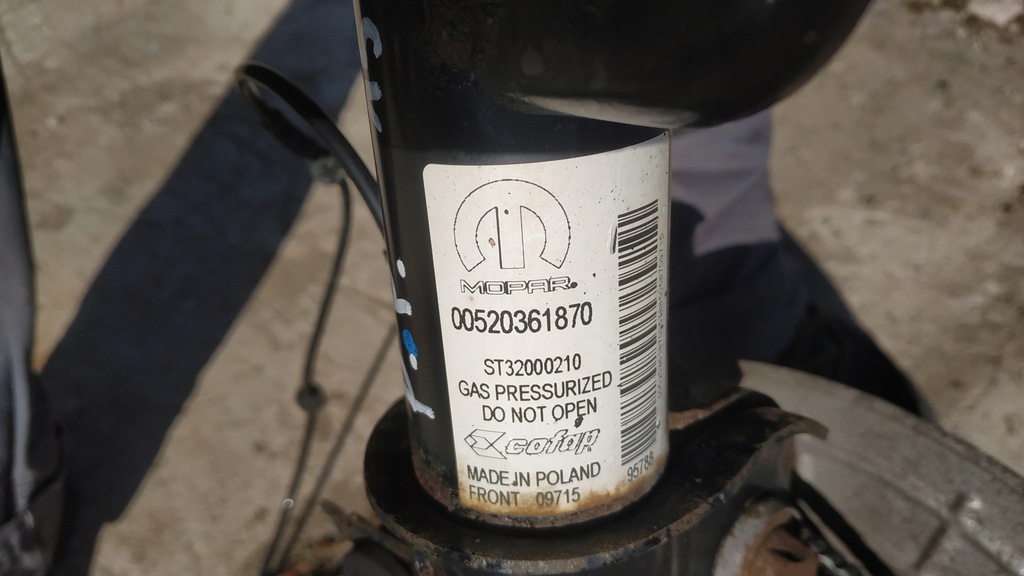 MOPAR®
00520361870
ST32000210
GAS PRESSURIZED
DO NOT OPEN
cofap
MADE IN POLAND
FRONT 09715
95788